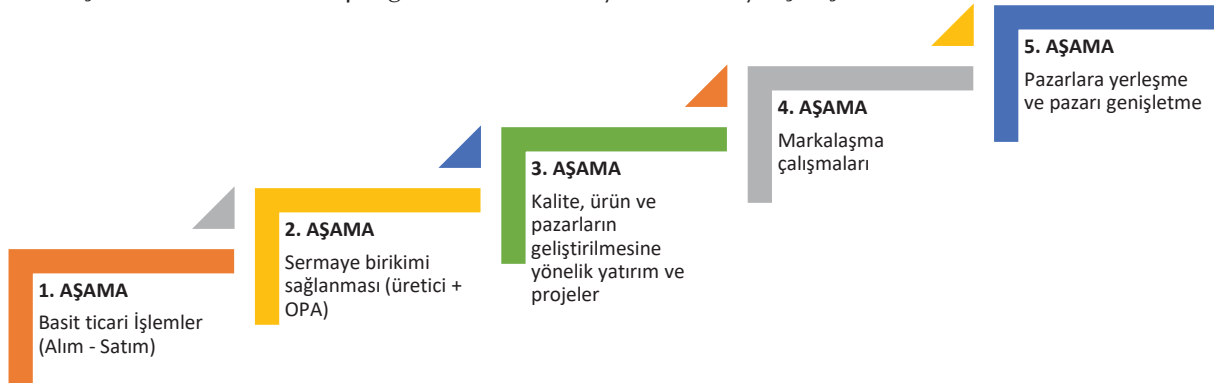 1. AŞAMA
Basit ticari İşlemler
(Alım - Satım)
2. AŞAMA
Sermaye birikimi
sağlanması (üretici +
OPA)
3. AŞAMA
Kalite, ürün ve
pazarların
geliştirilmesine
yönelik yatırım ve
projeler
4. AŞAMA
Markalaşma
çalışmaları
5. AŞAMA
Pazarlara yerleşme
ve pazarı genişletme